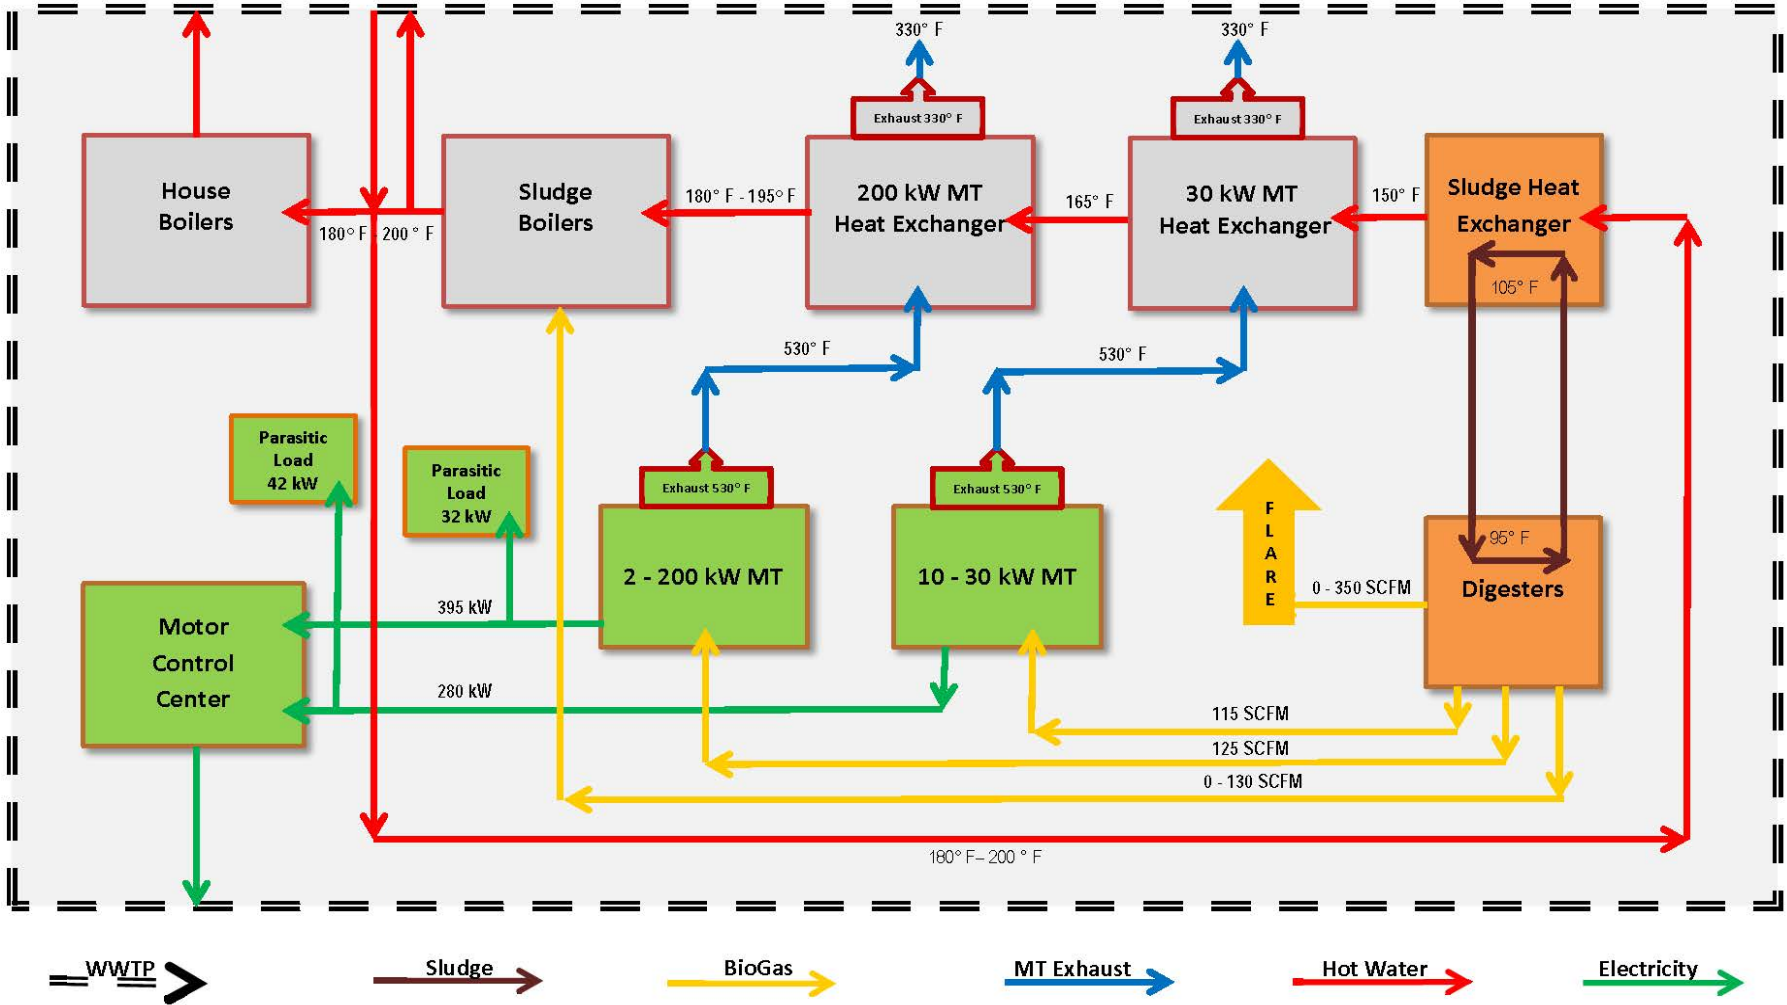 330° F
330° F
Exhaust 330° F
Exhaust 330° F
House
Boilers
180° F - 200 ° F
Sludge
Boilers
180° F - 195° F
200 kW MT
Heat Exchanger
165° F
30 kW MT
Heat Exchanger
150° F
Sludge Heat
Exchanger
105° F
530° F
530° F
Parasitic
Load
42 kW
Parasitic
Load
32 kW
Exhaust 530° F
Exhaust 530° F
2 - 200 kW MT
10 - 30 kW MT
F
L
A
R
E
0 - 350 SCFM
95° F
Digesters
395 kW
Motor
Control
Center
280 kW
115 SCFM
125 SCFM
0 - 130 SCFM
180° F– 200 ° F
WWTP
Sludge
BioGas
MT Exhaust
Hot Water
Electricity